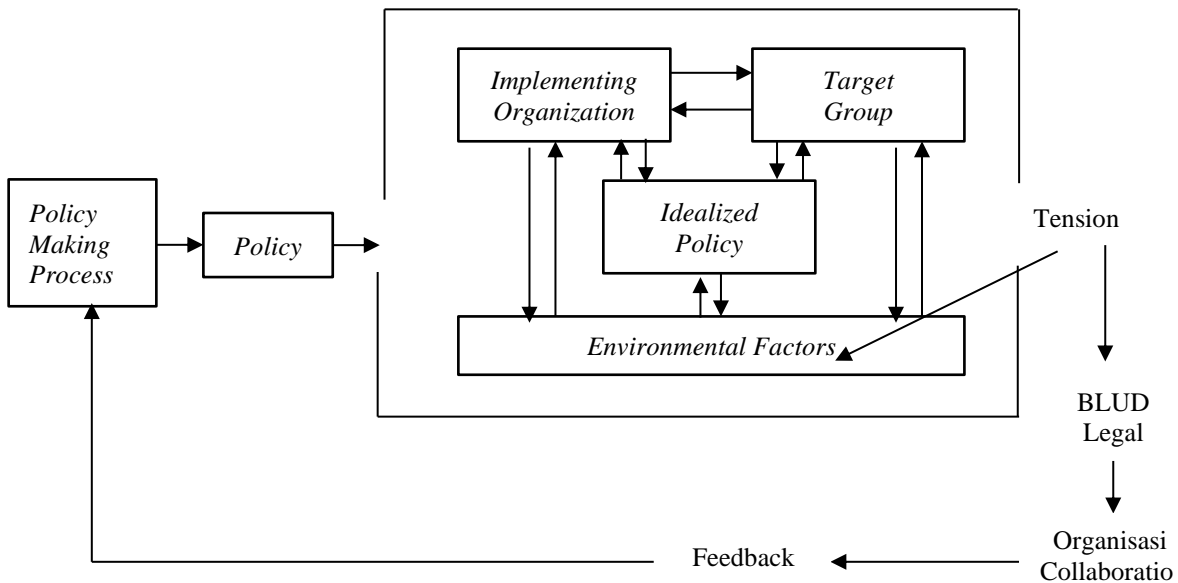 Implementing
Organization
Target
Group
Policy
Making
Process
Policy
Idealized
Policy
Tension
Environmental Factors
BLUD
Legal
Feedback
Organisasi
Collaboratio